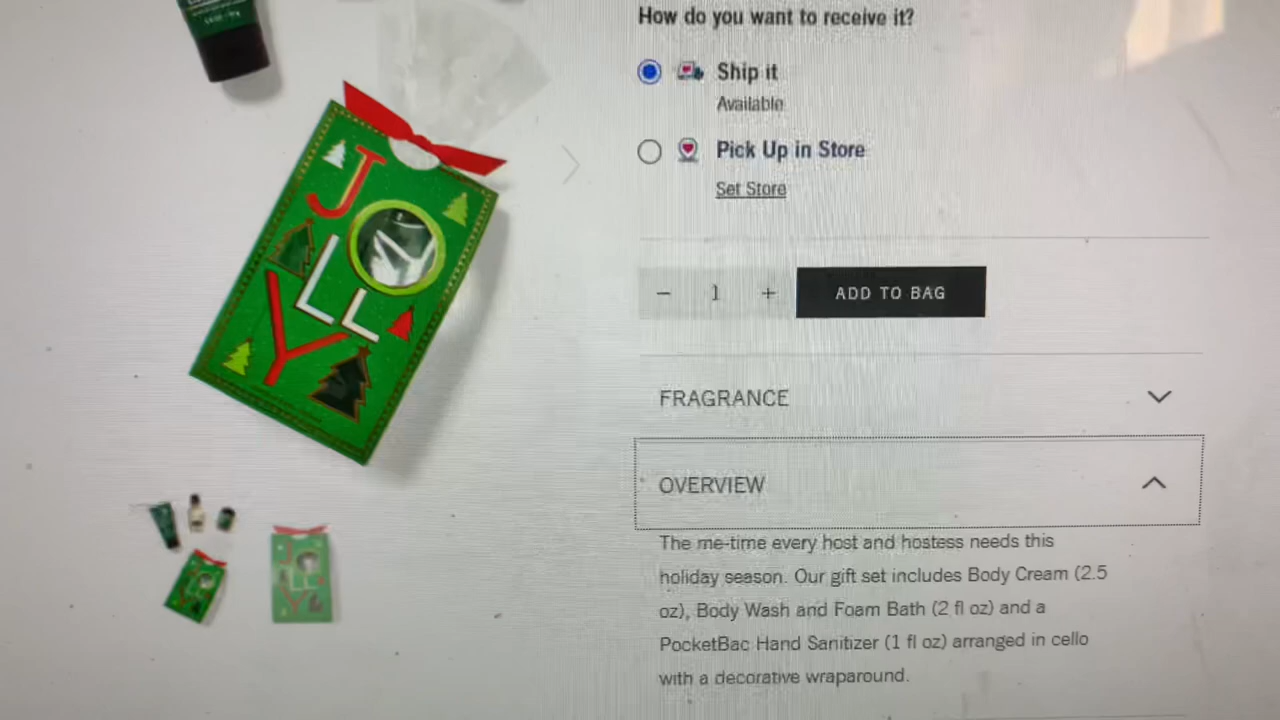 How do you want to receive it?
Ship it
Available
Pick Up in Store
Set Store
JOLLY
− 1 +
ADD TO BAG
FRAGRANCE
OVERVIEW
The me-time every host and hostess needs this
holiday season. Our gift set includes Body Cream (2.5
oz), Body Wash and Foam Bath (2 fl oz) and a
PocketBac Hand Sanitizer (1 fl oz) arranged in cello
with a decorative wraparound.